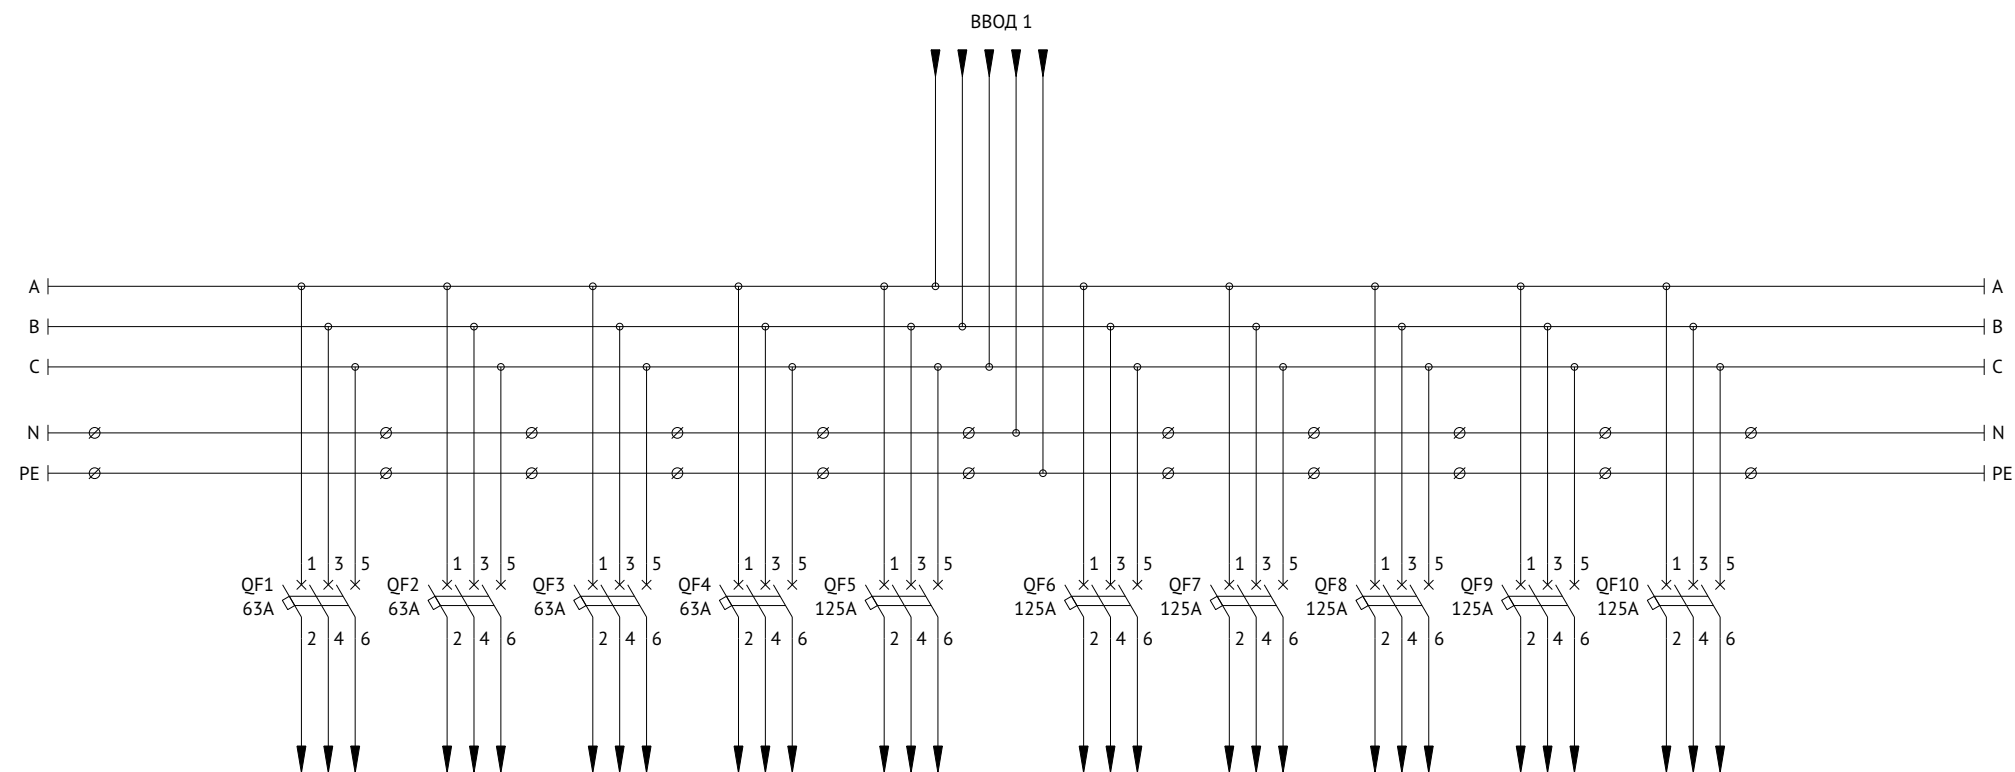 ВВОД 1
A A
B B
C C
N N
PE PE
1 3 5 1 3 5 1 3 5 1 3 5 1 3 5 1 3 5 1 3 5 1 3 5 1 3 5 1 3 5
QF1 QF2 QF3 QF4 QF5 QF6 QF7 QF8 QF9 QF10
63A 63A 63A 63A 125A 125A 125A 125A 125A 125A
2 4 6 2 4 6 2 4 6 2 4 6 2 4 6 2 4 6 2 4 6 2 4 6 2 4 6 2 4 6